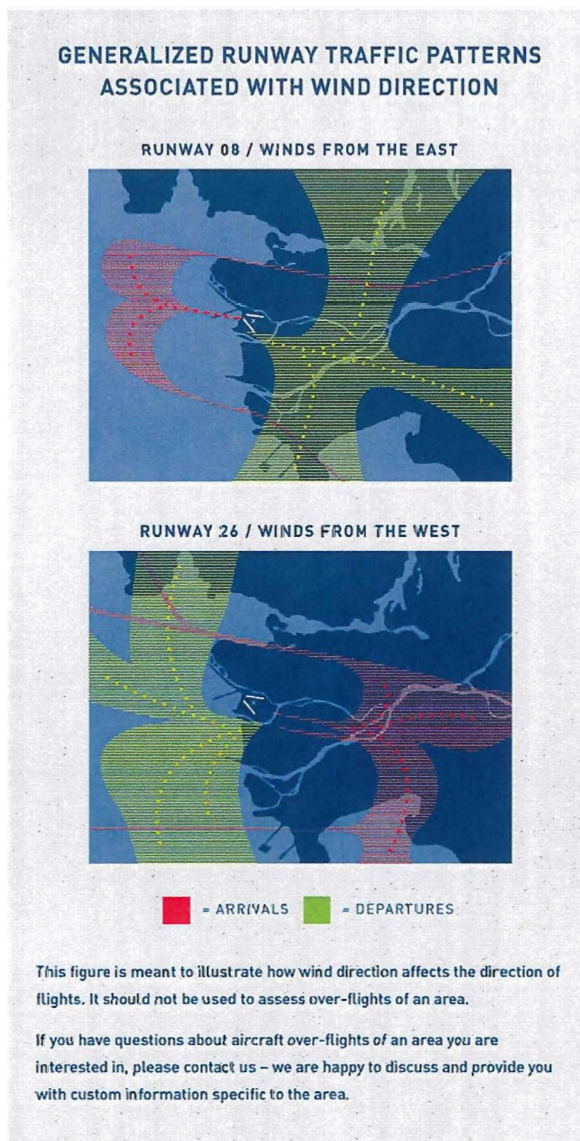 GENERALIZED RUNWAY TRAFFIC PATTERNS
ASSOCIATED WITH WIND DIRECTION
RUNWAY 08 / WINDS FROM THE EAST
RUNWAY 26 / WINDS FROM THE WEST
= ARRIVALS = DEPARTURES
This figure is meant to illustrate how wind direction affects the direction of
flights. It should not be used to assess over-flights of an area.
If you have questions about aircraft over-flights of an area you are
interested in, please contact us – we are happy to discuss and provide you
with custom information specific to the area.